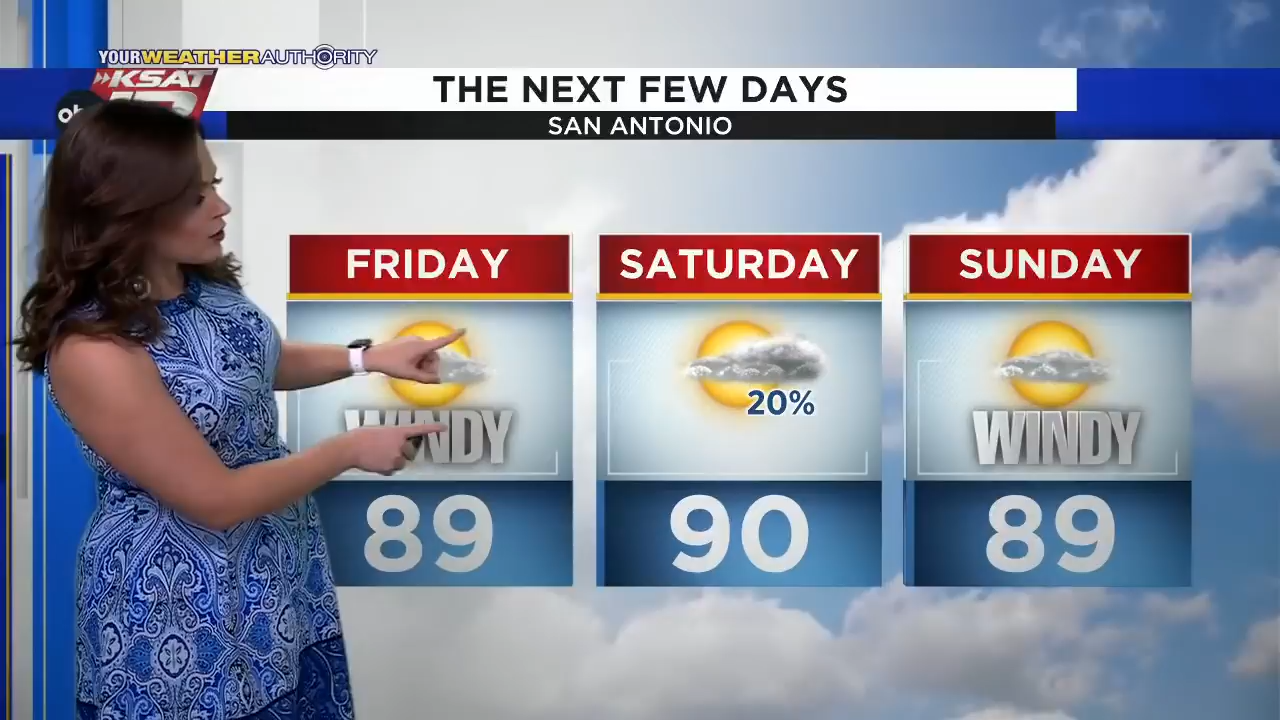 YOUR WEATHER AUTHORITY
KSAT
THE NEXT FEW DAYS
SAN ANTONIO
FRIDAY
SATURDAY
SUNDAY
20%
WINDY
WINDY
89
90
89